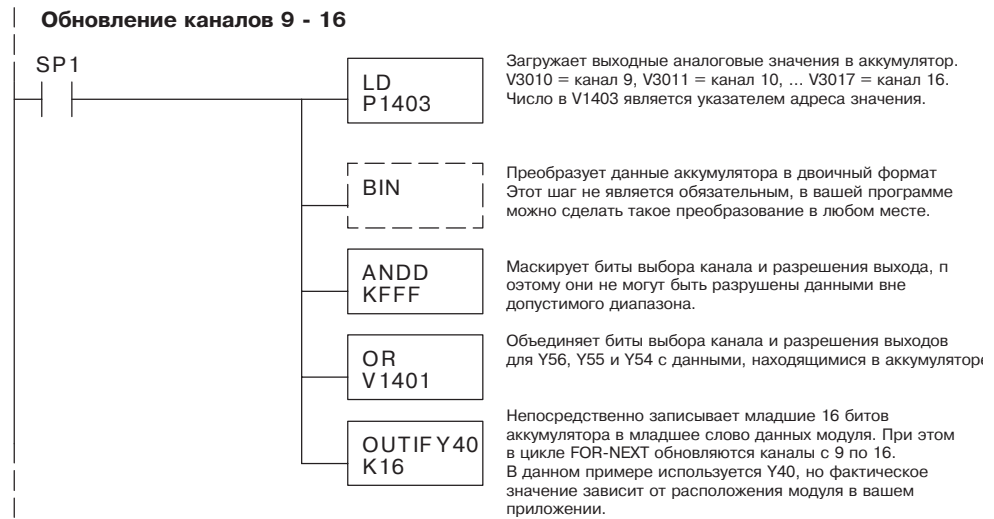 Обновление каналов 9 - 16
SP1
LD
P1403
Загружает выходные аналоговые значения в аккумулятор.
V3010 = канал 9, V3011 = канал 10, ... V3017 = канал 16.
Число в V1403 является указателем адреса значения.
BIN
Преобразует данные аккумулятора в двоичный формат
Этот шаг не является обязательным, в вашей программе
можно сделать такое преобразование в любом месте.
ANDD
KFFF
Маскирует биты выбора канала и разрешения выхода, п
оэтому они не могут быть разрушены данными вне
допустимого диапазона.
OR
V1401
Объединяет биты выбора канала и разрешения выходов
для Y56, Y55 и Y54 с данными, находящимися в аккумуляторе
OUTIF Y40
K16
Непосредственно записывает младшие 16 битов
аккумулятора в младшее слово данных модуля. При этом
в цикле FOR-NEXT обновляются каналы с 9 по 16.
В данном примере используется Y40, но фактическое
значение зависит от расположения модуля в вашем
приложении.